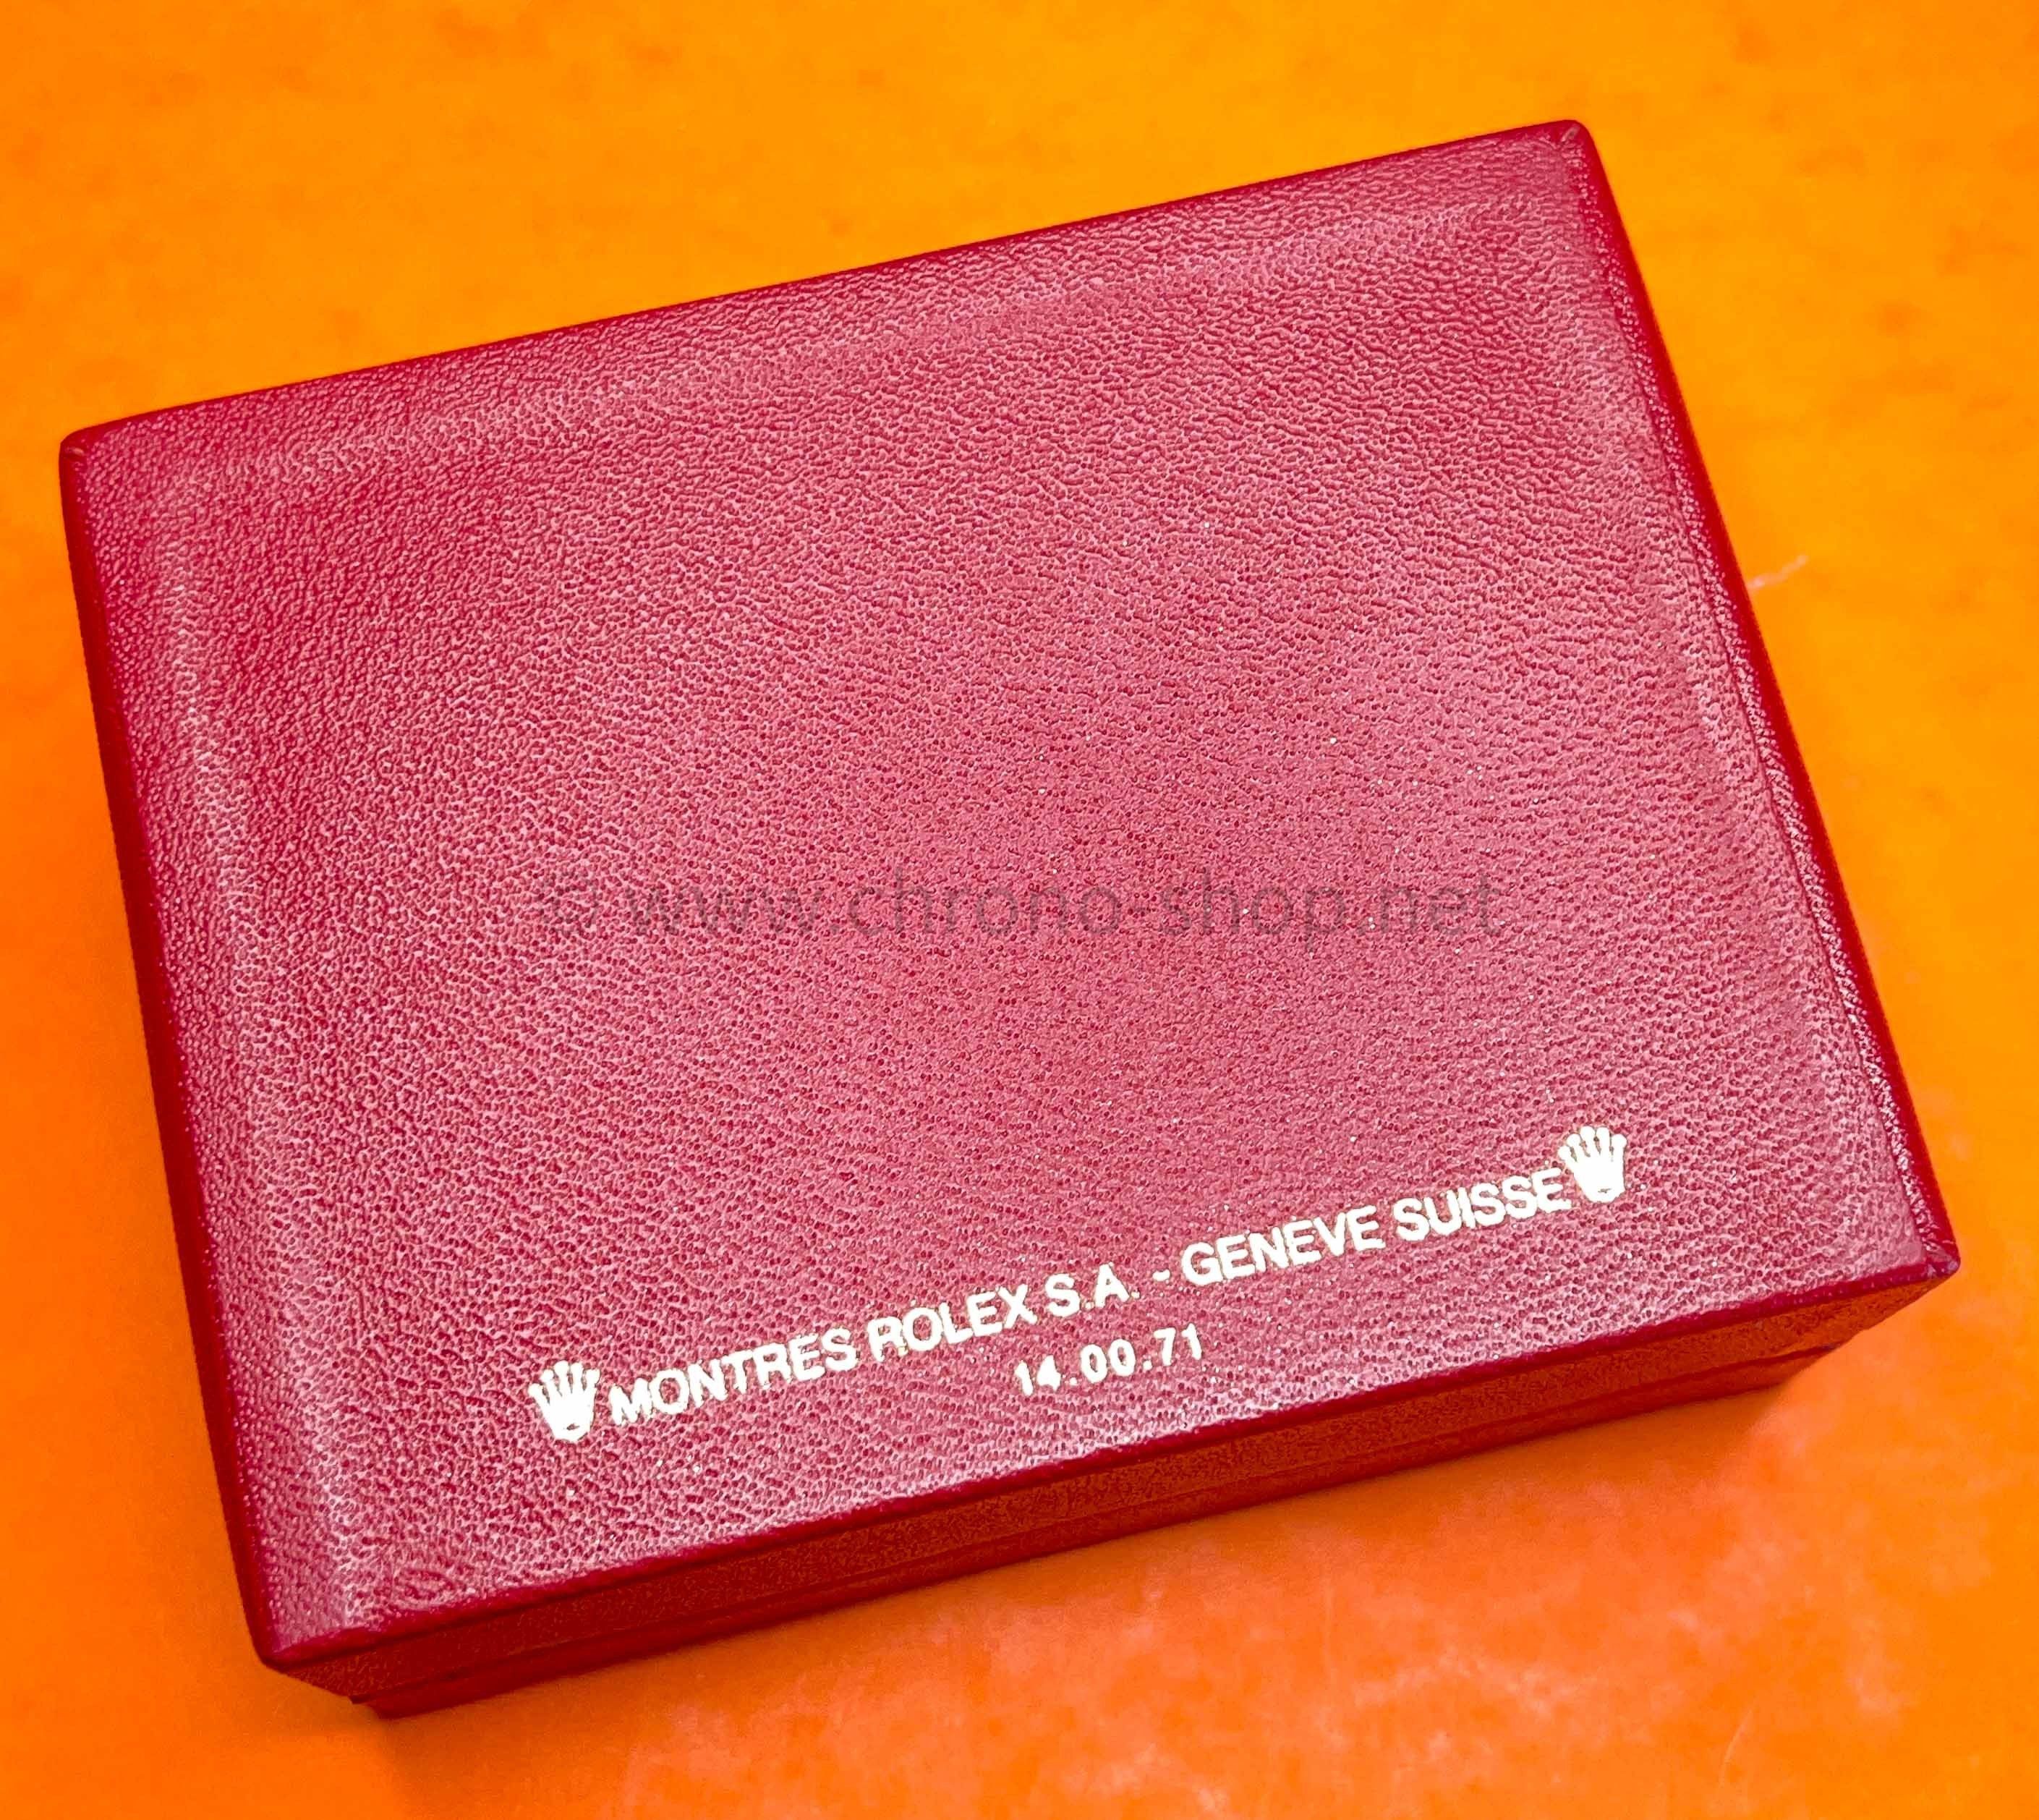 © www.chrono-shop.net
MONTRES ROLEX S.A. - GENEVE SUISSE
14.00.71